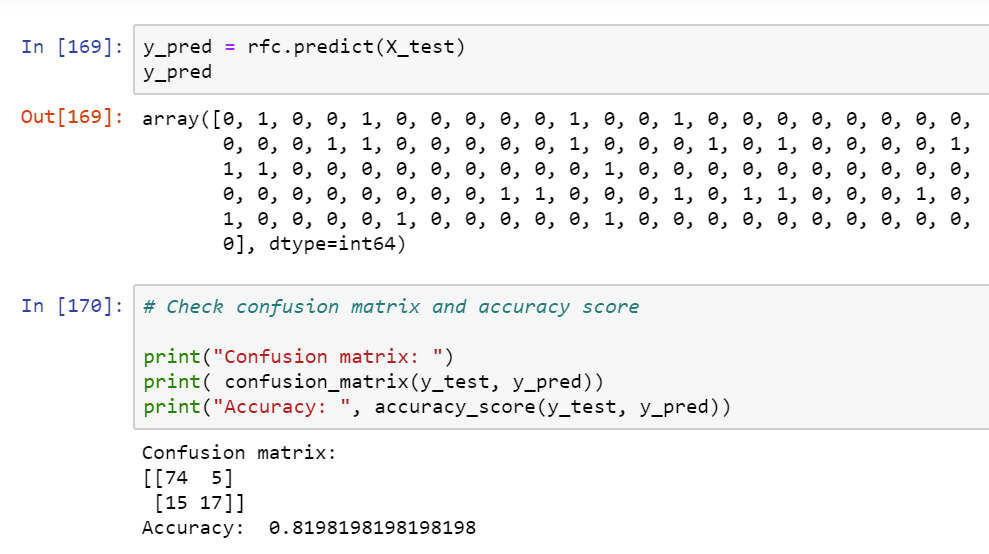 In [169]: y_pred = rfc.predict(X_test)
y_pred
Out[169]: array([0, 1, 0, 0, 1, 0, 0, 0, 0, 0, 1, 0, 0, 1, 0, 0, 0, 0, 0, 0, 0, 0,
0, 0, 0, 1, 1, 0, 0, 0, 0, 0, 1, 0, 0, 0, 1, 0, 1, 0, 0, 0, 0, 1,
1, 1, 0, 0, 0, 0, 0, 0, 0, 0, 0, 1, 0, 0, 0, 0, 0, 0, 0, 0, 0, 0,
0, 0, 0, 0, 0, 0, 0, 0, 1, 1, 0, 0, 0, 1, 0, 1, 1, 0, 0, 0, 1, 0,
1, 0, 0, 0, 0, 1, 0, 0, 0, 0, 0, 1, 0, 0, 0, 0, 0, 0, 0, 0, 0, 0,
0], dtype=int64)
In [170]: # Check confusion matrix and accuracy score
print("Confusion matrix: ")
print( confusion_matrix(y_test, y_pred))
print("Accuracy: ", accuracy_score(y_test, y_pred))
Confusion matrix:
[[74  5]
[15 17]]
Accuracy:  0.8198198198198198